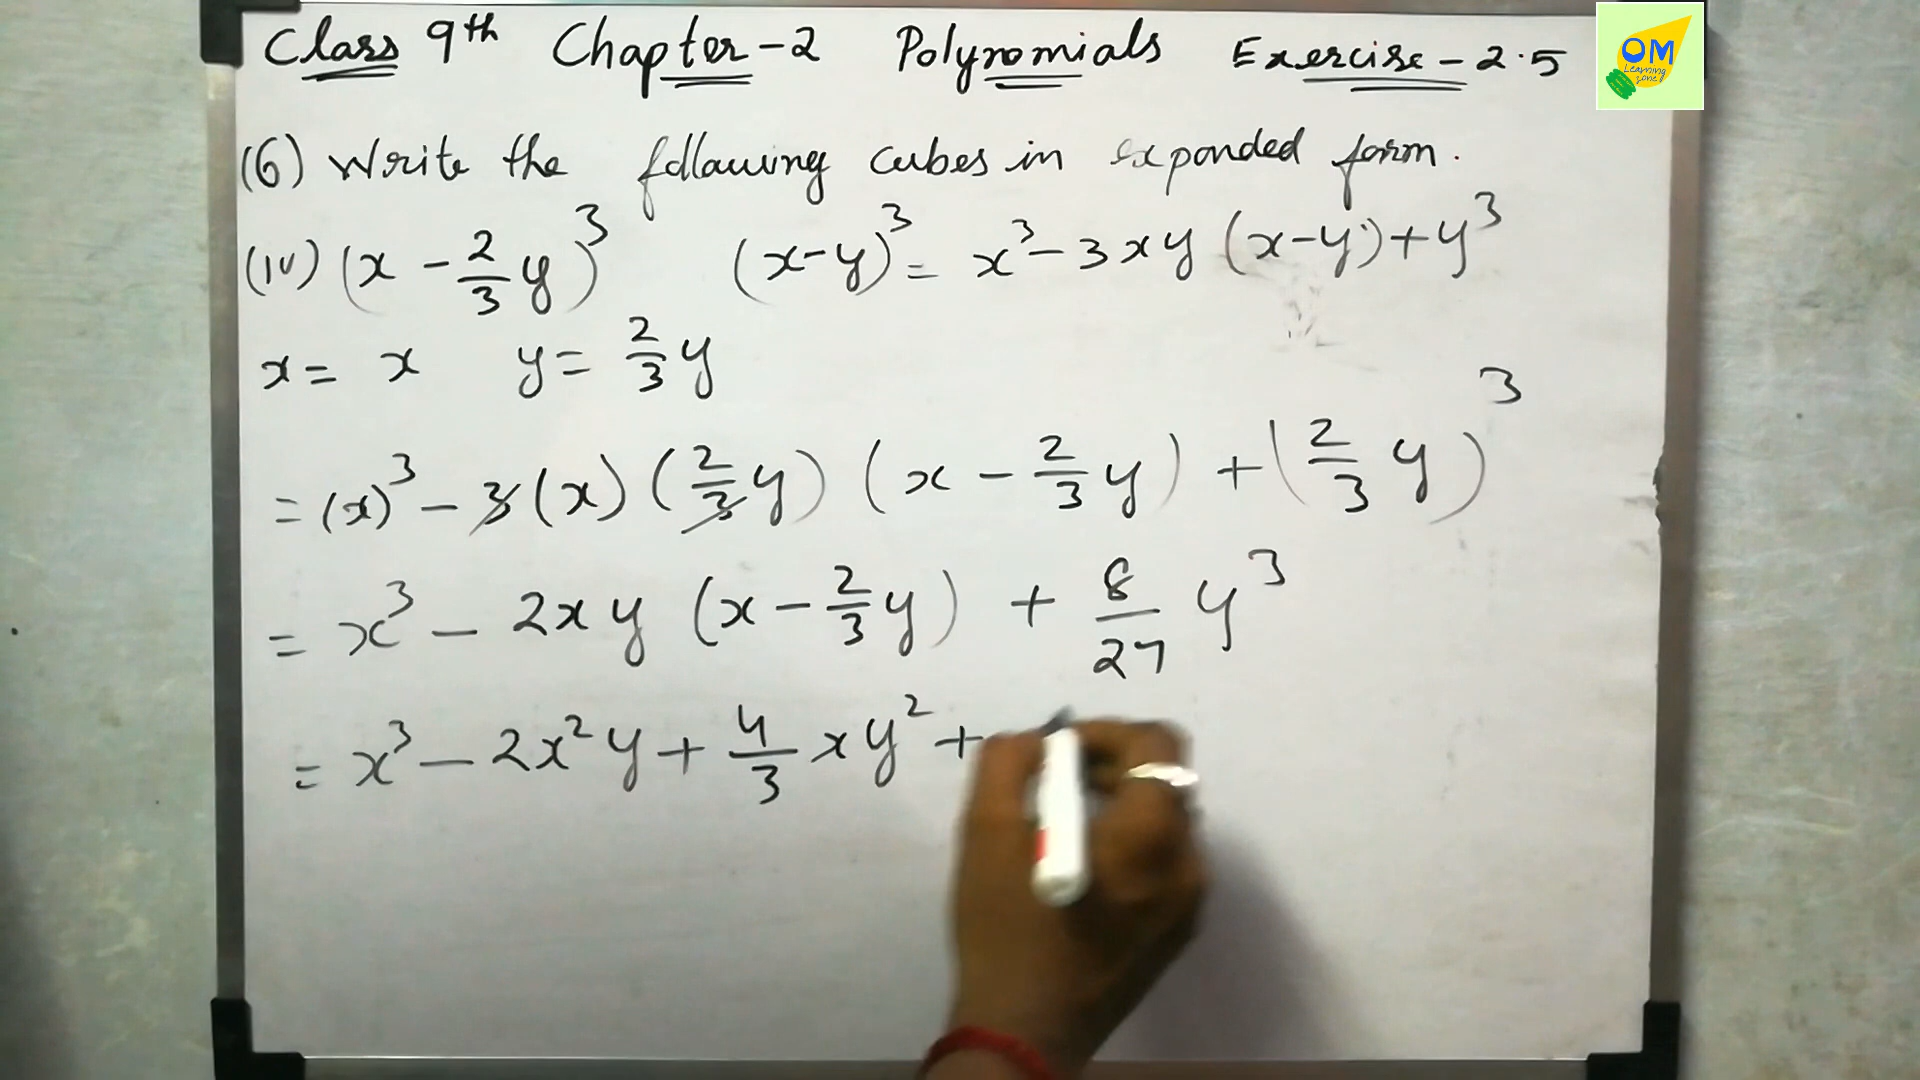 Class 9th Chapter-2 Polynomials Exercise-2.5
OM
Learning
zone
(6) Write the following cubes in exponded form.
(iv) (x - 2/3 y)³ (x-y)³ = x³ - 3xy (x-y) + y³
x = x y = 2/3 y
= (x)³ - 3(x) (2/3 y) (x - 2/3 y) + (2/3 y)³
= x³ - 2xy (x - 2/3 y) + 8/27 y³
= x³ - 2x²y + 4/3 xy² +